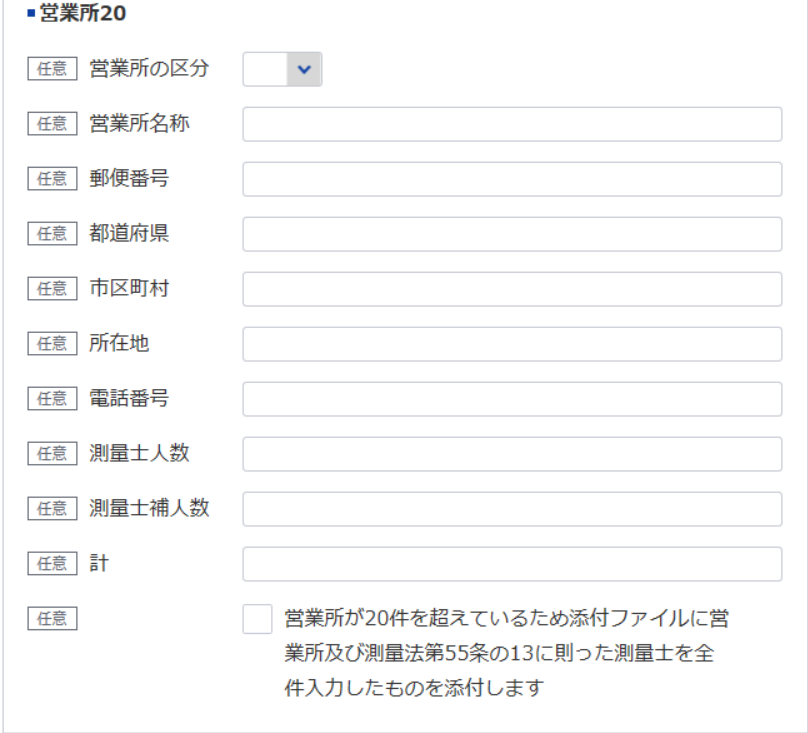 ▪営業所20
任意 営業所の区分
任意 営業所名称
任意 郵便番号
任意 都道府県
任意 市区町村
任意 所在地
任意 電話番号
任意 測量士人数
任意 測量士補人数
任意 計
任意 営業所が20件を超えているため添付ファイルに営
業所及び測量法第55条の13に則った測量士を全
件入力したものを添付します